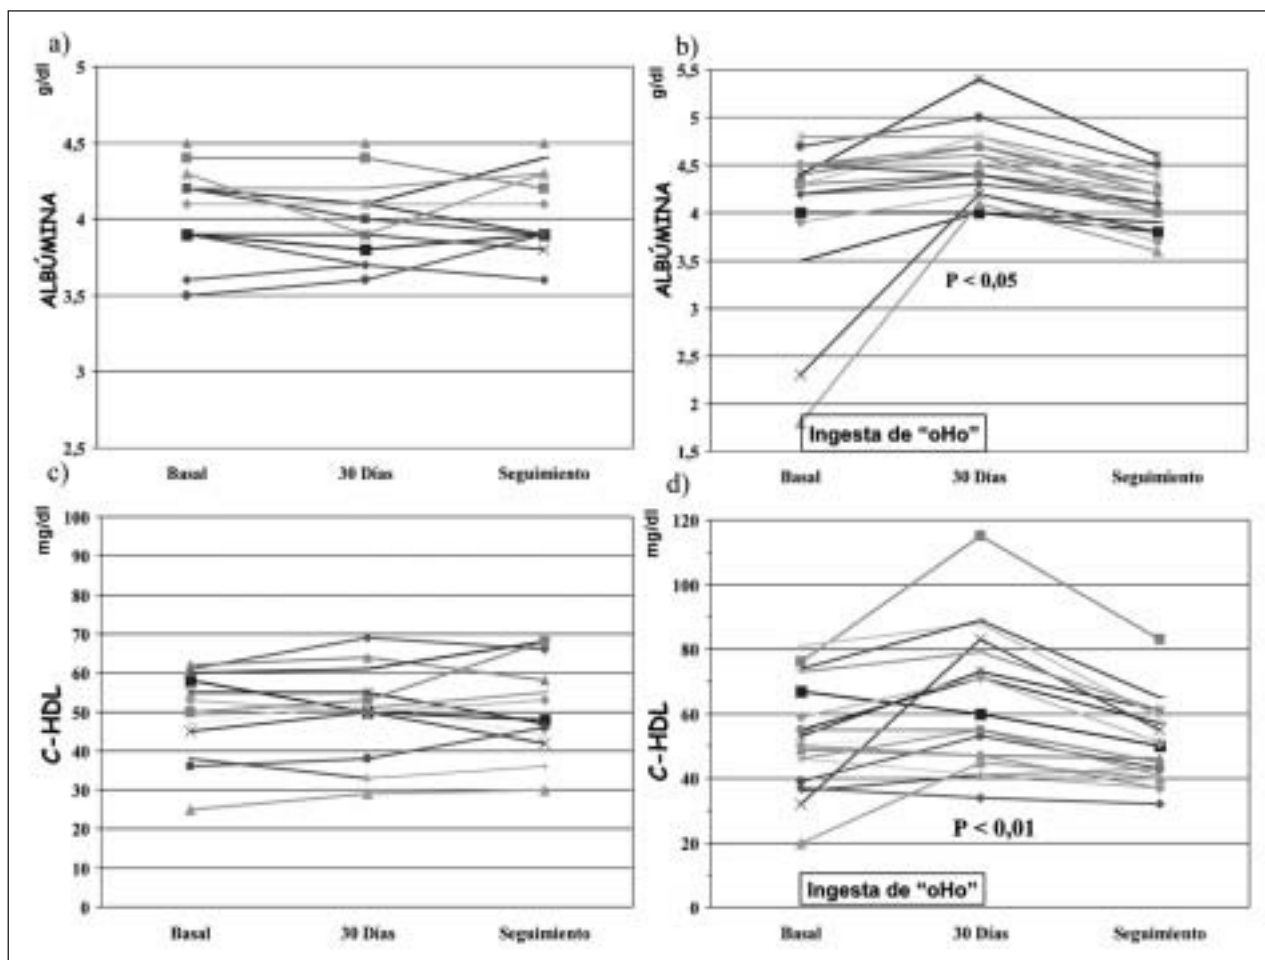 a)
g/dl
ALBÚMINA
5
4,5
4
3,5
3
2,5
Basal
30 Días
Seguimiento
b)
g/dl
ALBÚMINA
5,5
5
4,5
4
3,5
3
2,5
2
1,5
P < 0,05
Ingesta de “oHo”
Basal
30 Días
Seguimiento
c)
mg/dl
C-HDL
100
90
80
70
60
50
40
30
20
10
0
Basal
30 Días
Seguimiento
d)
mg/dl
C-HDL
120
100
80
60
40
20
0
P < 0,01
Ingesta de “oHo”
Basal
30 Días
Seguimiento